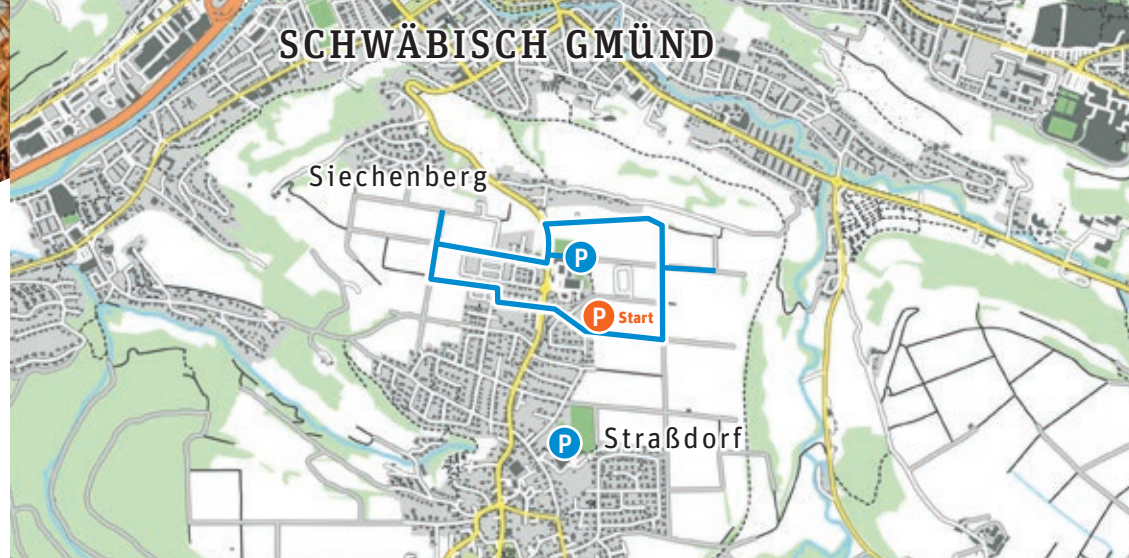 SCHWÄBISCH GMÜND
Siechenberg
P
P Start
P
Straßdorf